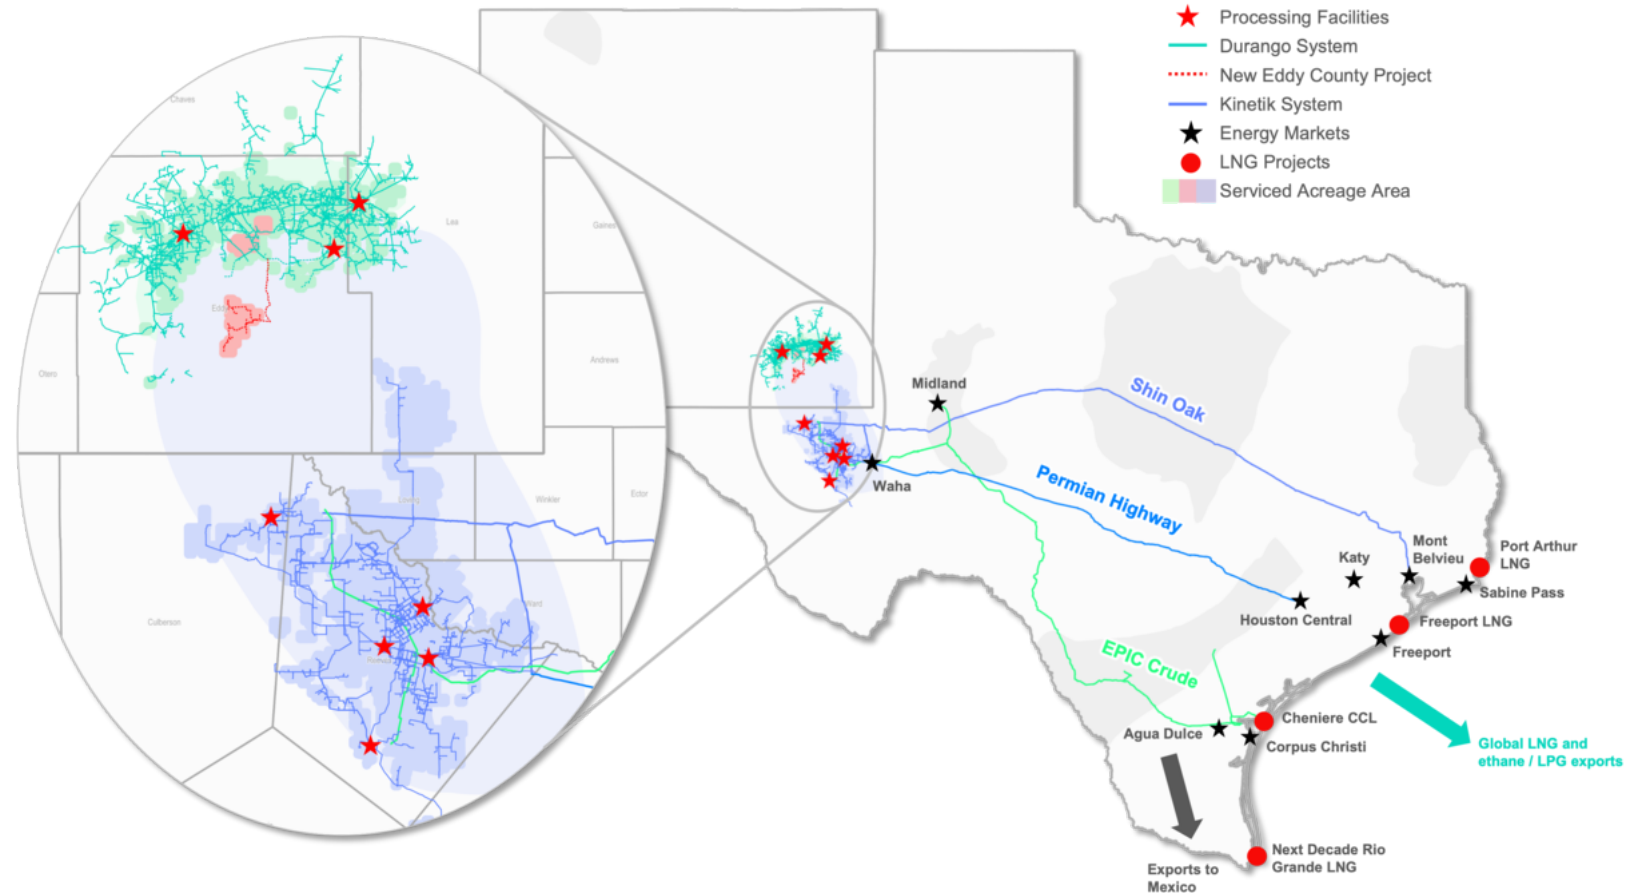 Processing Facilities
Durango System
New Eddy County Project
Kinetik System
Energy Markets
LNG Projects
Serviced Acreage Area
Chaves
Lea
Gaines
Otero
Andrews
Loving
Winkler
Ector
Culberson
Ward
Midland
Waha
Shin Oak
Permian Highway
EPIC Crude
Katy
Mont
Belvieu
Port Arthur
LNG
Sabine Pass
Houston Central
Freeport LNG
Freeport
Cheniere CCL
Agua Dulce
Corpus Christi
Global LNG and
ethane / LPG exports
Next Decade Rio
Grande LNG
Exports to
Mexico